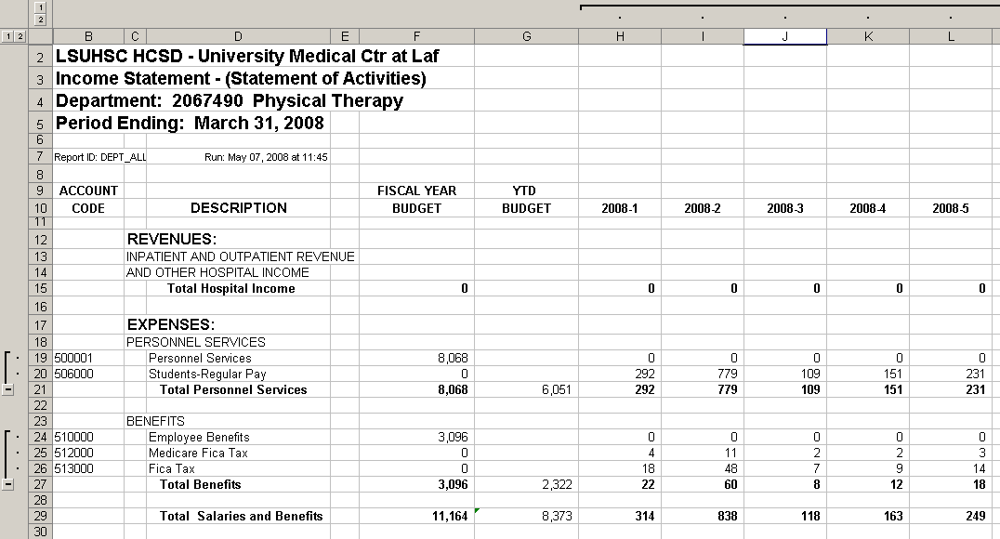 1
2
1 2 B C D E F G H I J K L
2 LSUHSC HCSD - University Medical Ctr at Laf
3 Income Statement - (Statement of Activities)
4 Department: 2067490 Physical Therapy
5 Period Ending: March 31, 2008
6
7 Report ID: DEPT_ALL Run: May 07, 2008 at 11:45
8
9 ACCOUNT FISCAL YEAR YTD
10 CODE DESCRIPTION BUDGET BUDGET 2008-1 2008-2 2008-3 2008-4 2008-5
11
12 REVENUES:
13 INPATIENT AND OUTPATIENT REVENUE
14 AND OTHER HOSPITAL INCOME
15 Total Hospital Income 0 0 0 0 0 0
16
17 EXPENSES:
18 PERSONNEL SERVICES
19 500001 Personnel Services 8,068 0 0 0 0 0
20 506000 Students-Regular Pay 0 292 779 109 151 231
21 Total Personnel Services 8,068 6,051 292 779 109 151 231
22
23 BENEFITS
24 510000 Employee Benefits 3,096 0 0 0 0 0
25 512000 Medicare Fica Tax 0 4 11 2 2 3
26 513000 Fica Tax 0 18 48 7 9 14
27 Total Benefits 3,096 2,322 22 60 8 12 18
28
29 Total Salaries and Benefits 11,164 8,373 314 838 118 163 249
30